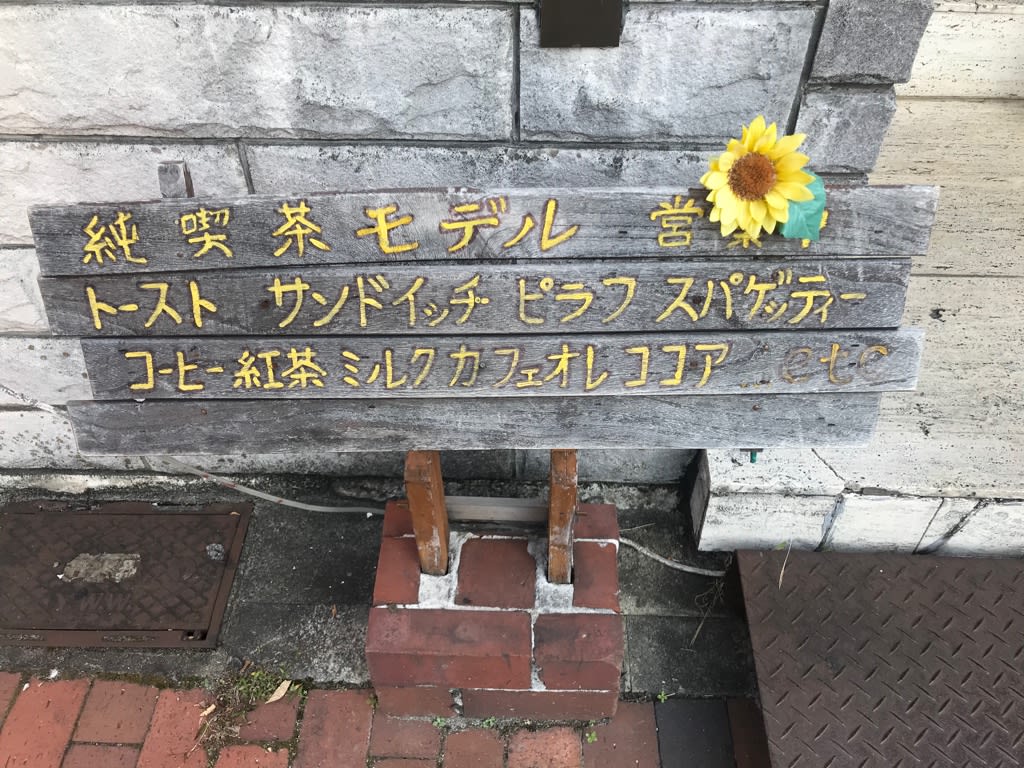 純喫茶モデル 営業中
トースト サンドイッチ ピラフ スパゲッティー
コーヒー 紅茶 ミルク カフェオレ ココア etc